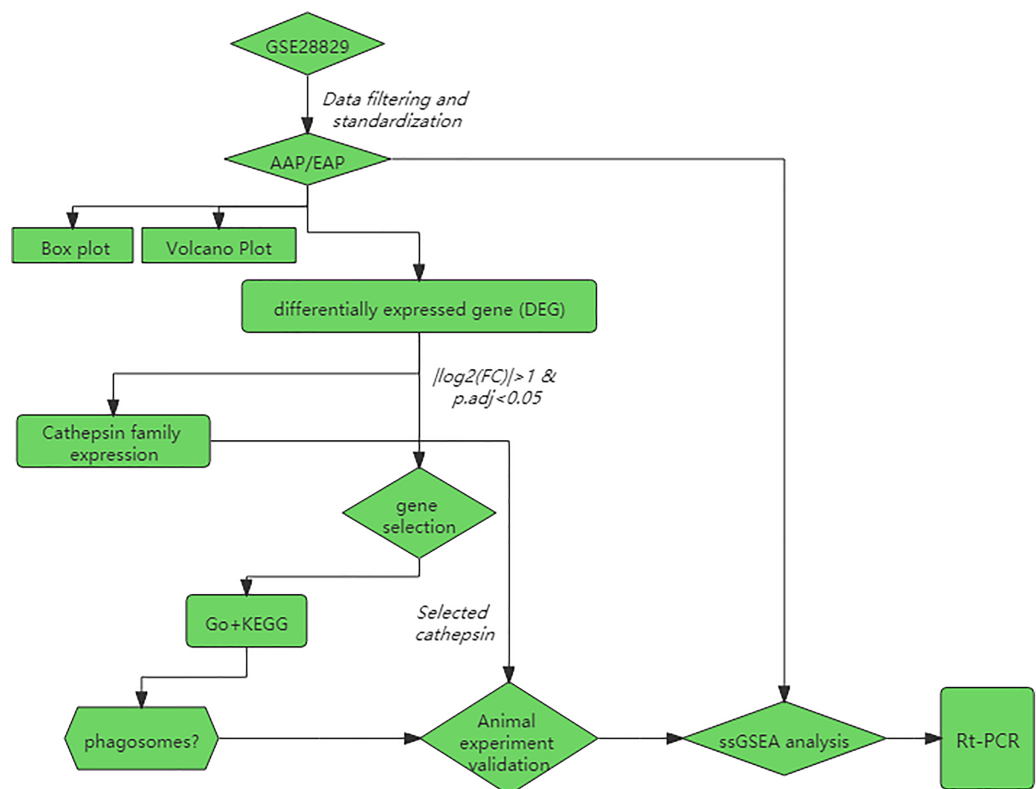 GSE28829
Data filtering and
standardization
AAP/EAP
Box plot
Volcano Plot
differentially expressed gene (DEG)
|log2(FC)|>1 &
p.adj<0.05
Cathepsin family
expression
gene
selection
Go+KEGG
Selected
cathepsin
phagosomes?
Animal
experiment
validation
ssGSEA analysis
Rt-PCR